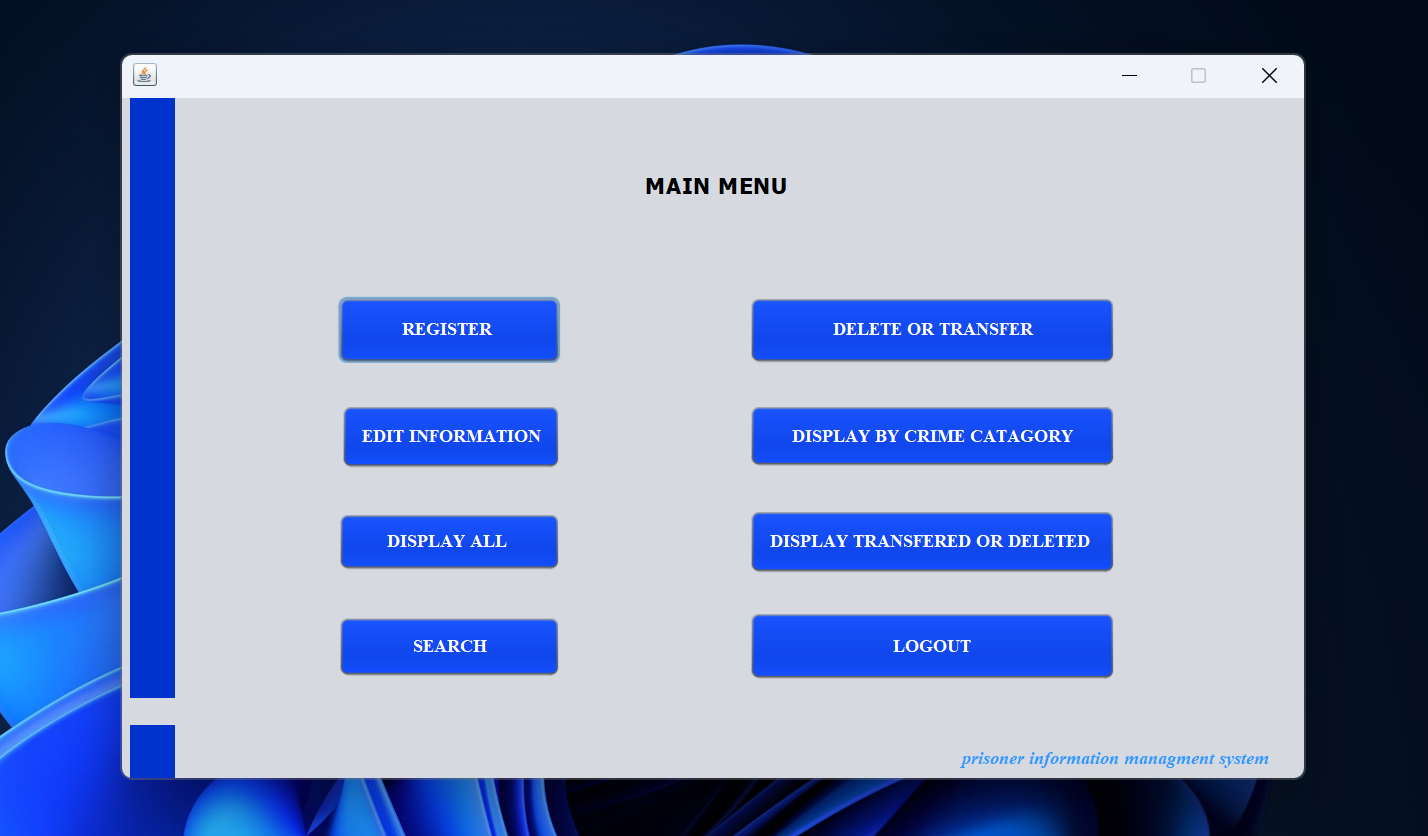 MAIN MENU
REGISTER
DELETE OR TRANSFER
EDIT INFORMATION
DISPLAY BY CRIME CATAGORY
DISPLAY ALL
DISPLAY TRANSFERED OR DELETED
SEARCH
LOGOUT
prisoner information managment system